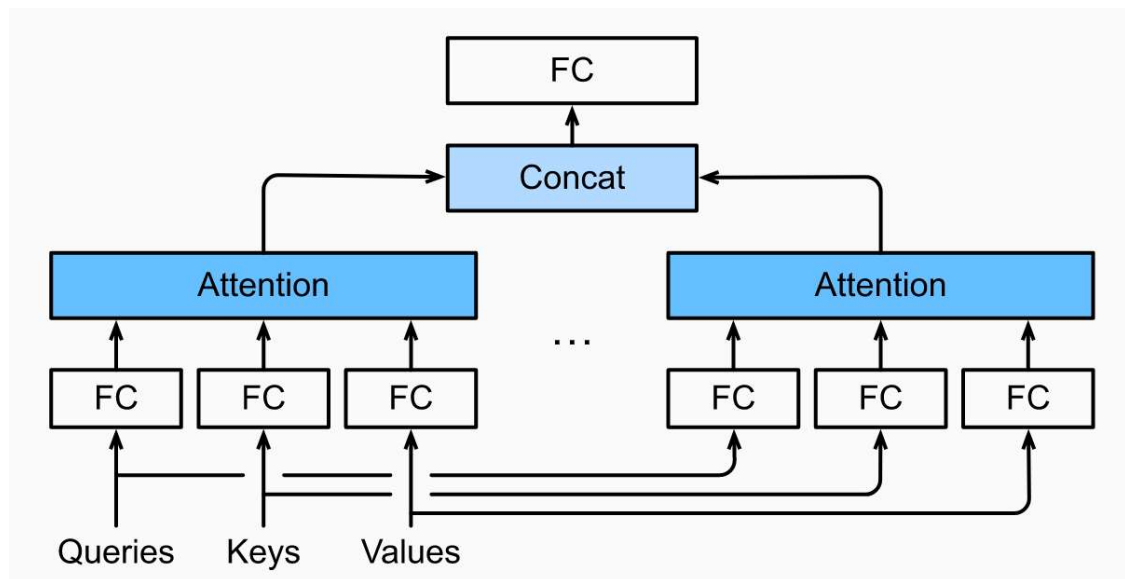 FC
Concat
Attention Attention
...
FC FC FC FC FC FC
Queries Keys Values